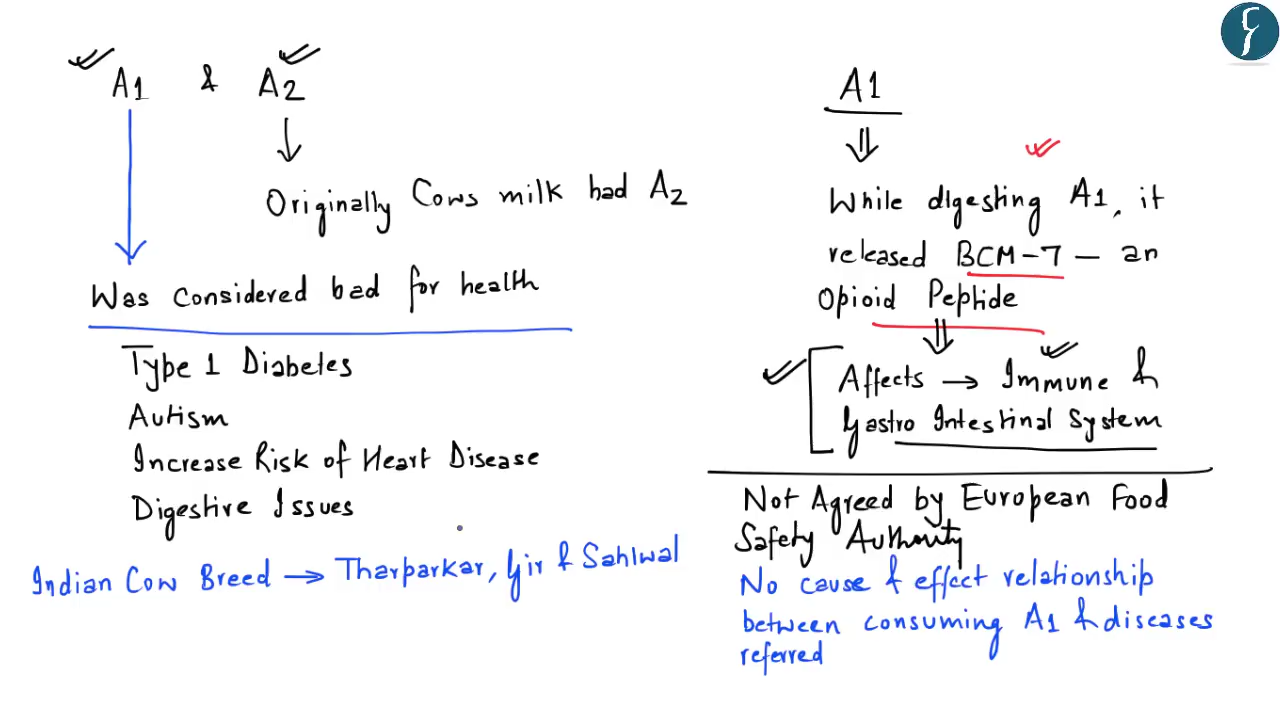 A1 & A2
Originally Cows milk had A2
Was Considered bad for health
Type 1 Diabetes
Autism
Increase Risk of Heart Disease
Digestive Issues
Indian Cow Breed → Tharparkar, Gir & Sahiwal
A1
While digesting A1, it
released BCM-7 — an
Opioid Peptide
Affects → Immune &
Gastro Intestinal System
Not Agreed by European Food
Safety Authority
No cause & effect relationship
between consuming A1 & diseases
referred